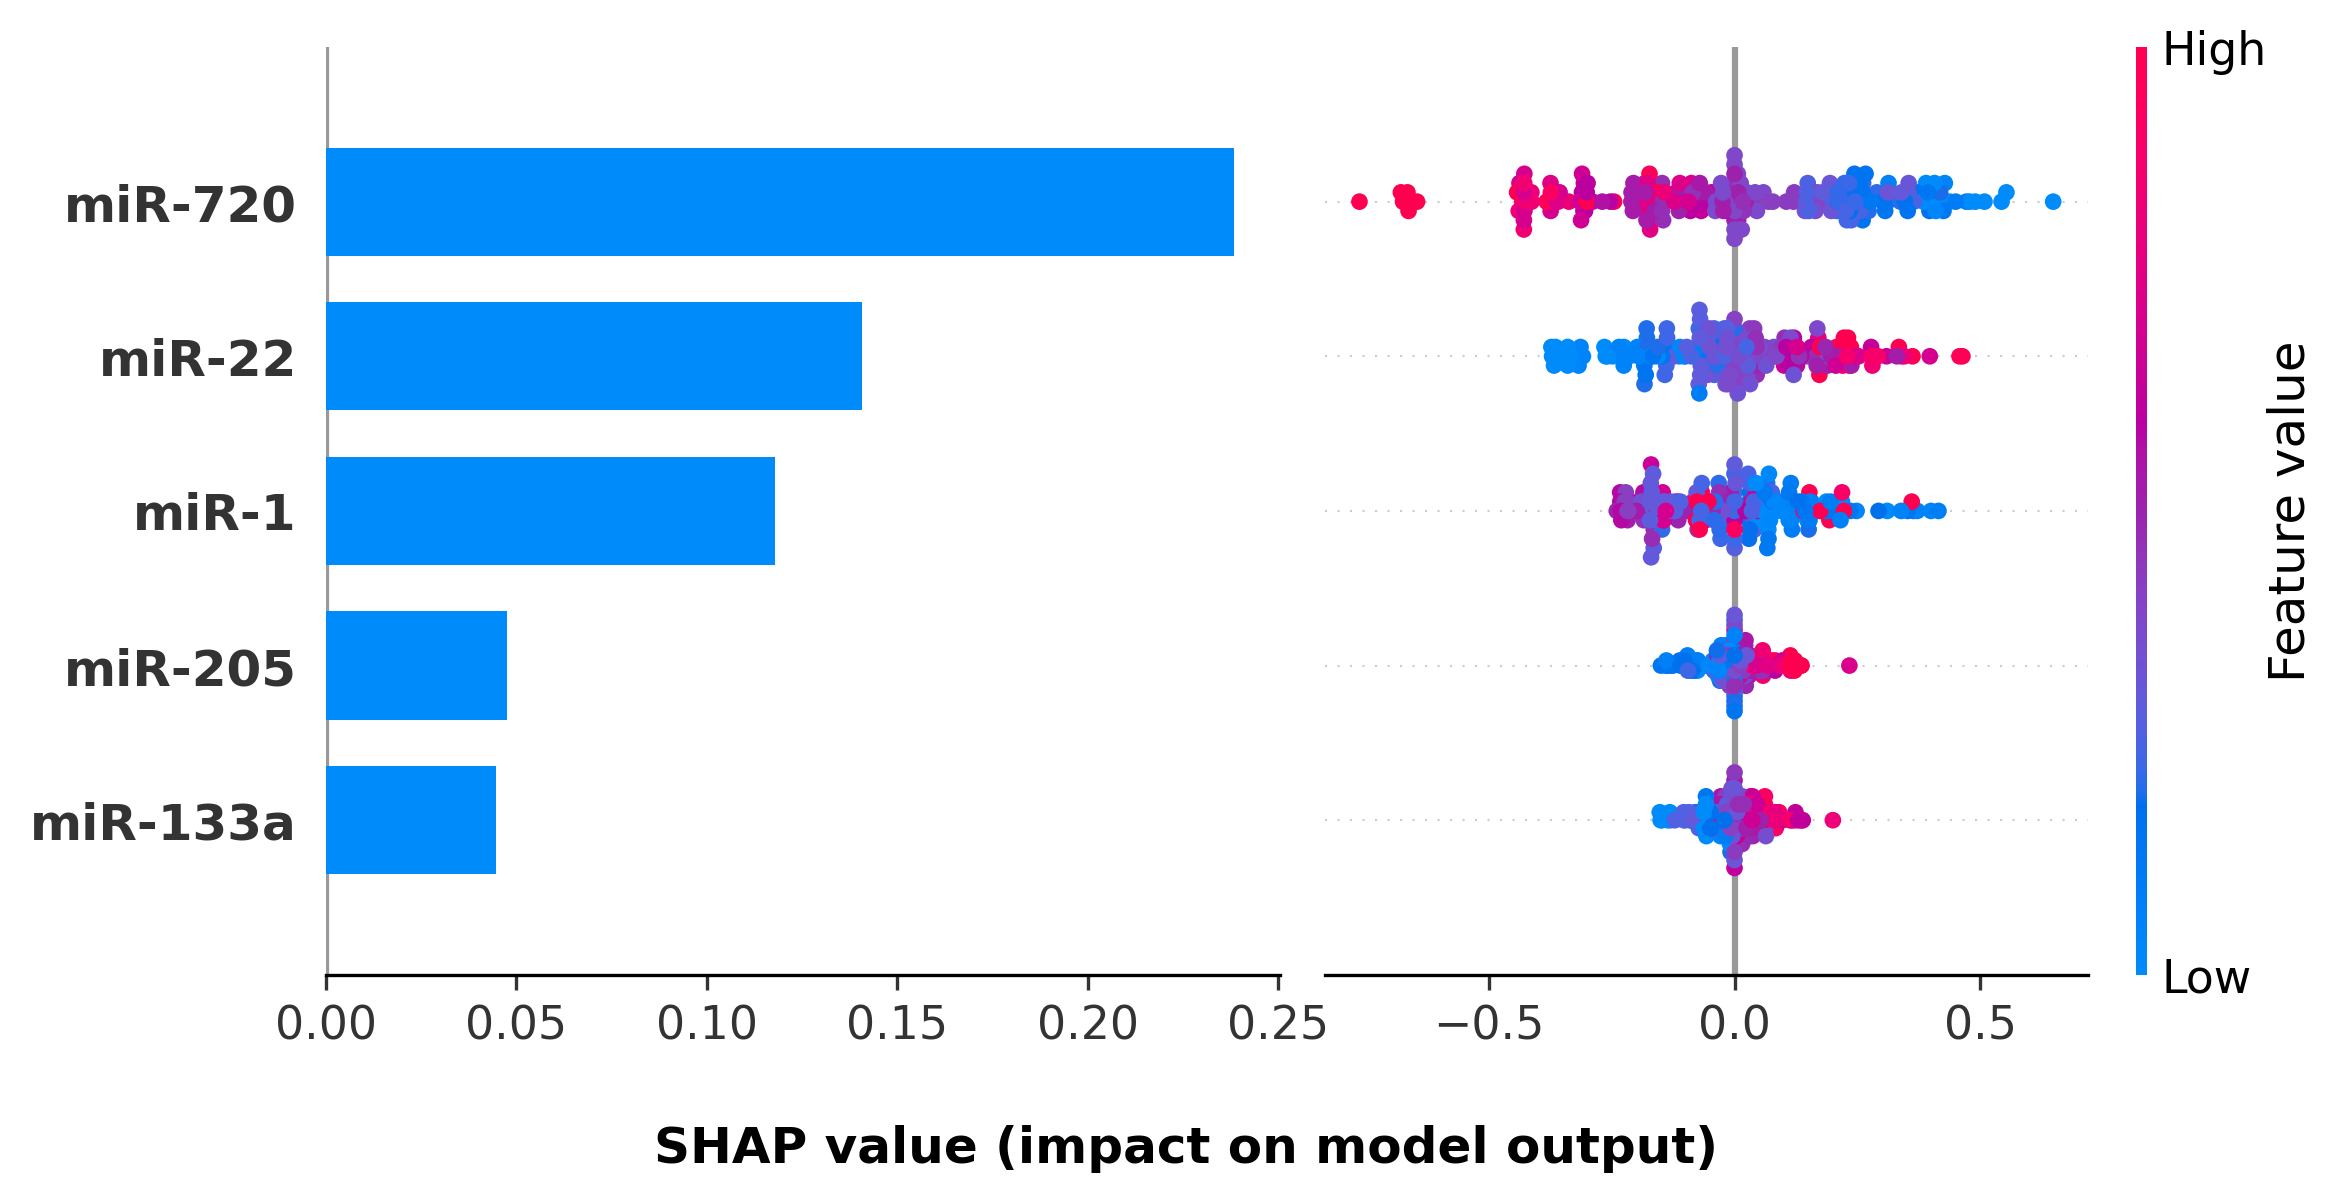 High
miR-720
miR-22
miR-1
miR-205
miR-133a
Feature value
Low
0.00 0.05 0.10 0.15 0.20 0.25 −0.5 0.0 0.5
SHAP value (impact on model output)